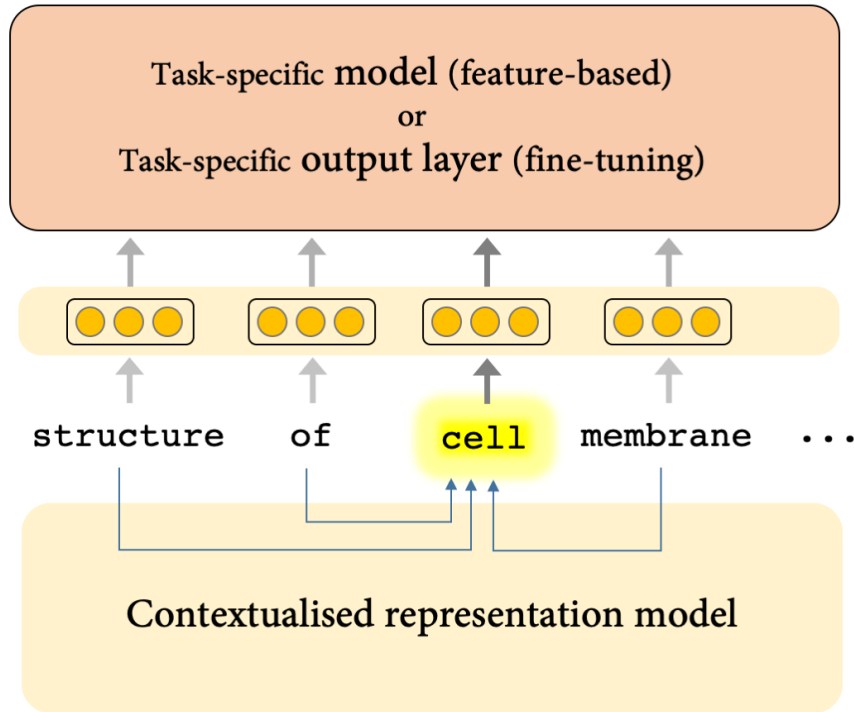 Task-specific model (feature-based)
or
Task-specific output layer (fine-tuning)
structure of cell membrane ...
Contextualised representation model